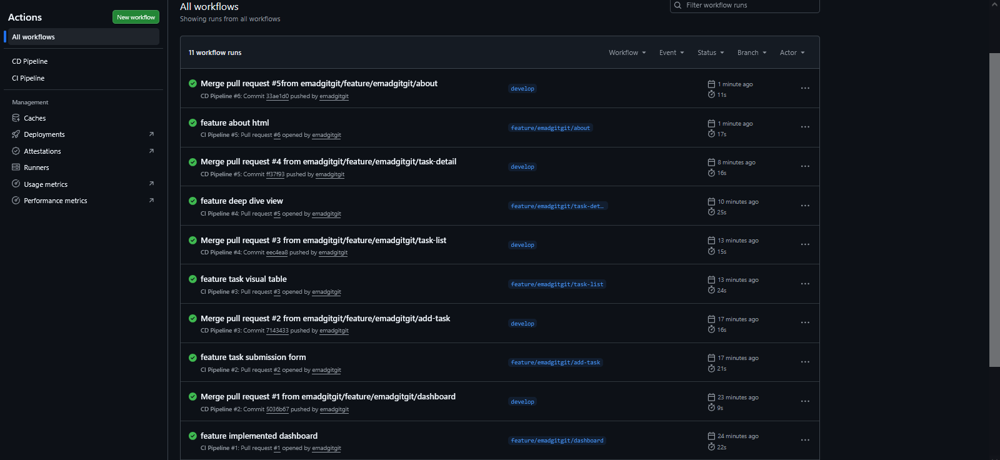 Actions
New workflow
All workflows
CD Pipeline
CI Pipeline
Management
Caches
Deployments
Attestations
Runners
Usage metrics
Performance metrics
All workflows
Showing runs from all workflows
Filter workflow runs
11 workflow runs
Workflow Event Status Branch Actor
Merge pull request #5from emadgitgit/feature/emadgitgit/about
CD Pipeline #6: Commit 33ae1d0 pushed by emadgitgit
develop
1 minute ago
11s
feature about html
CI Pipeline #5: Pull request #6 opened by emadgitgit
feature/emadgitgit/about
1 minute ago
17s
Merge pull request #4 from emadgitgit/feature/emadgitgit/task-detail
CD Pipeline #5: Commit ff37f93 pushed by emadgitgit
develop
8 minutes ago
16s
feature deep dive view
CI Pipeline #4: Pull request #5 opened by emadgitgit
feature/emadgitgit/task-det…
10 minutes ago
25s
Merge pull request #3 from emadgitgit/feature/emadgitgit/task-list
CD Pipeline #4: Commit eec4ea8 pushed by emadgitgit
develop
13 minutes ago
15s
feature task visual table
CI Pipeline #3: Pull request #3 opened by emadgitgit
feature/emadgitgit/task-list
13 minutes ago
24s
Merge pull request #2 from emadgitgit/feature/emadgitgit/add-task
CD Pipeline #3: Commit 7143433 pushed by emadgitgit
develop
17 minutes ago
16s
feature task submission form
CI Pipeline #2: Pull request #2 opened by emadgitgit
feature/emadgitgit/add-task
17 minutes ago
21s
Merge pull request #1 from emadgitgit/feature/emadgitgit/dashboard
CD Pipeline #2: Commit 5036b67 pushed by emadgitgit
develop
23 minutes ago
9s
feature implemented dashboard
CI Pipeline #1: Pull request #1 opened by emadgitgit
feature/emadgitgit/dashboard
24 minutes ago
22s